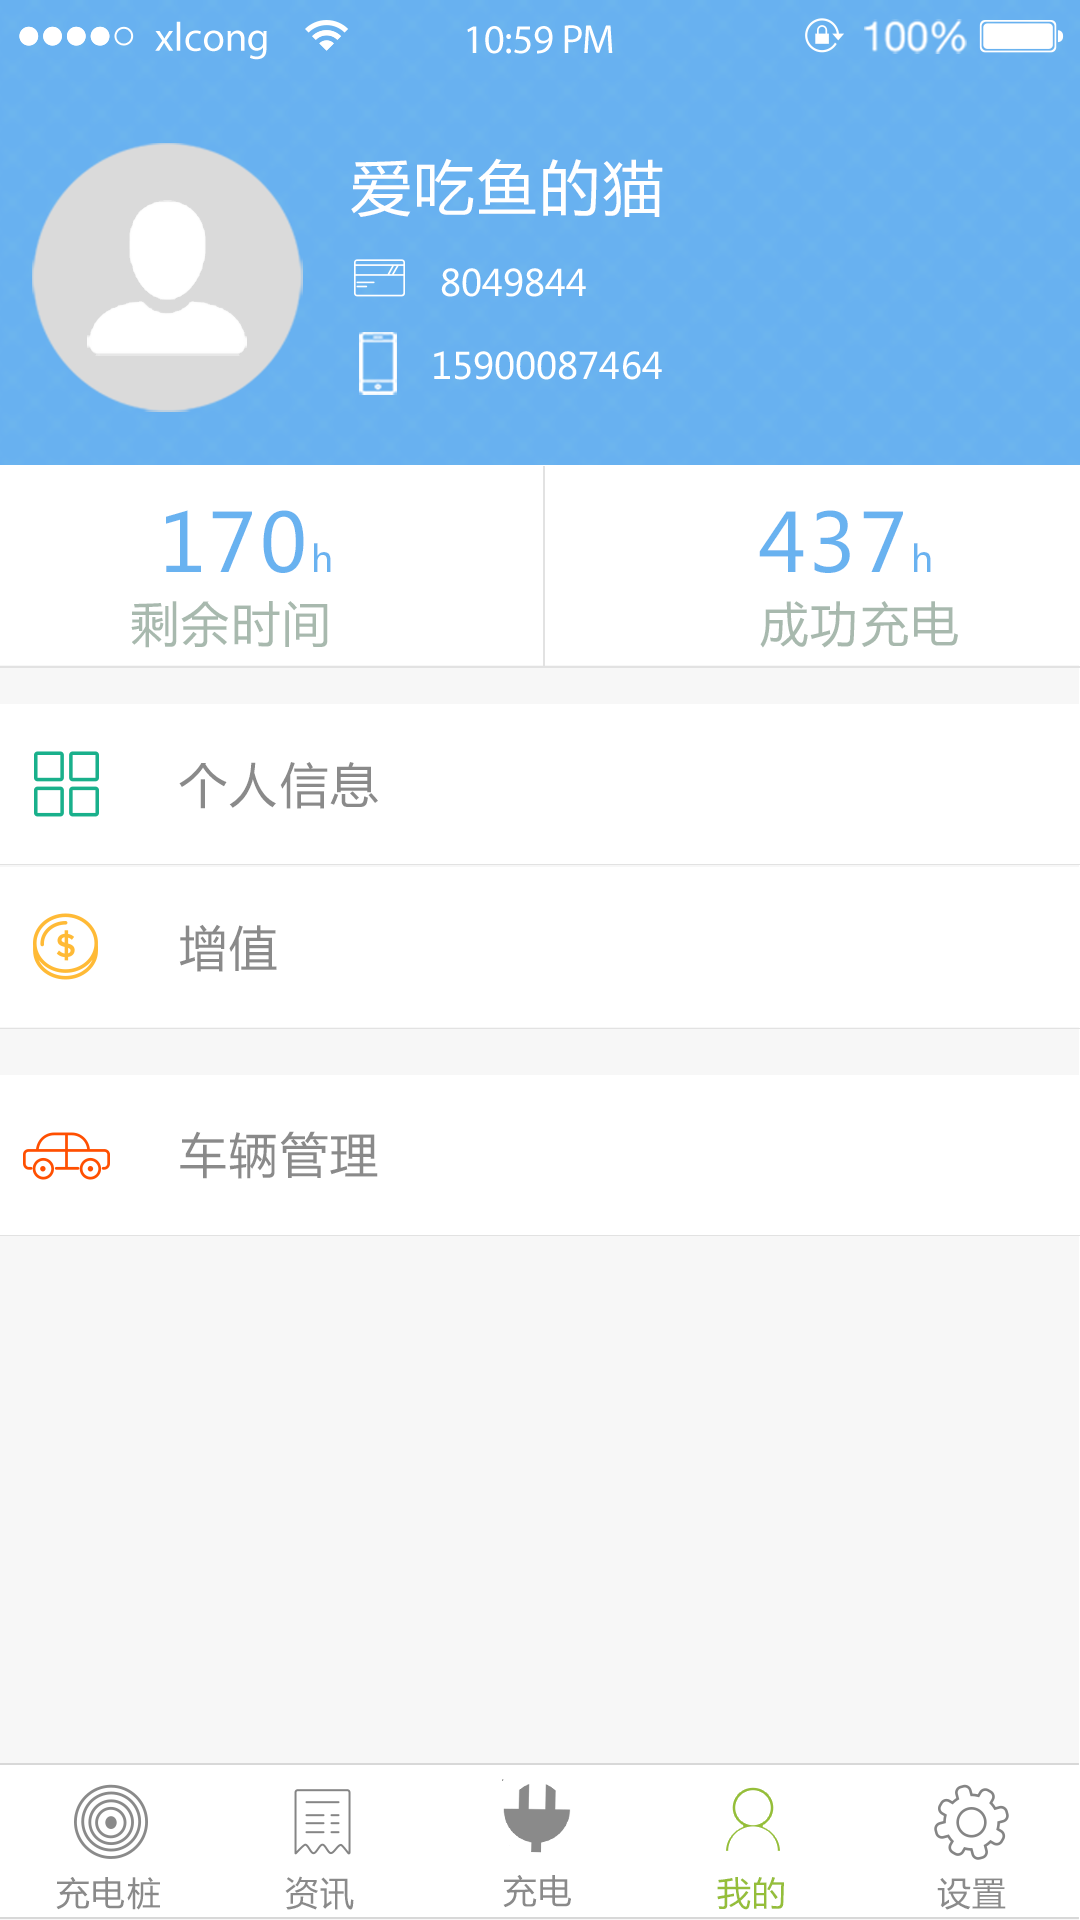 xlcong 10:59 PM 100%
爱吃鱼的猫
8049844
15900087464
170h 437h
剩余时间 成功充电
个人信息
$ 增值
车辆管理
充电桩 资讯 充电 我的 设置